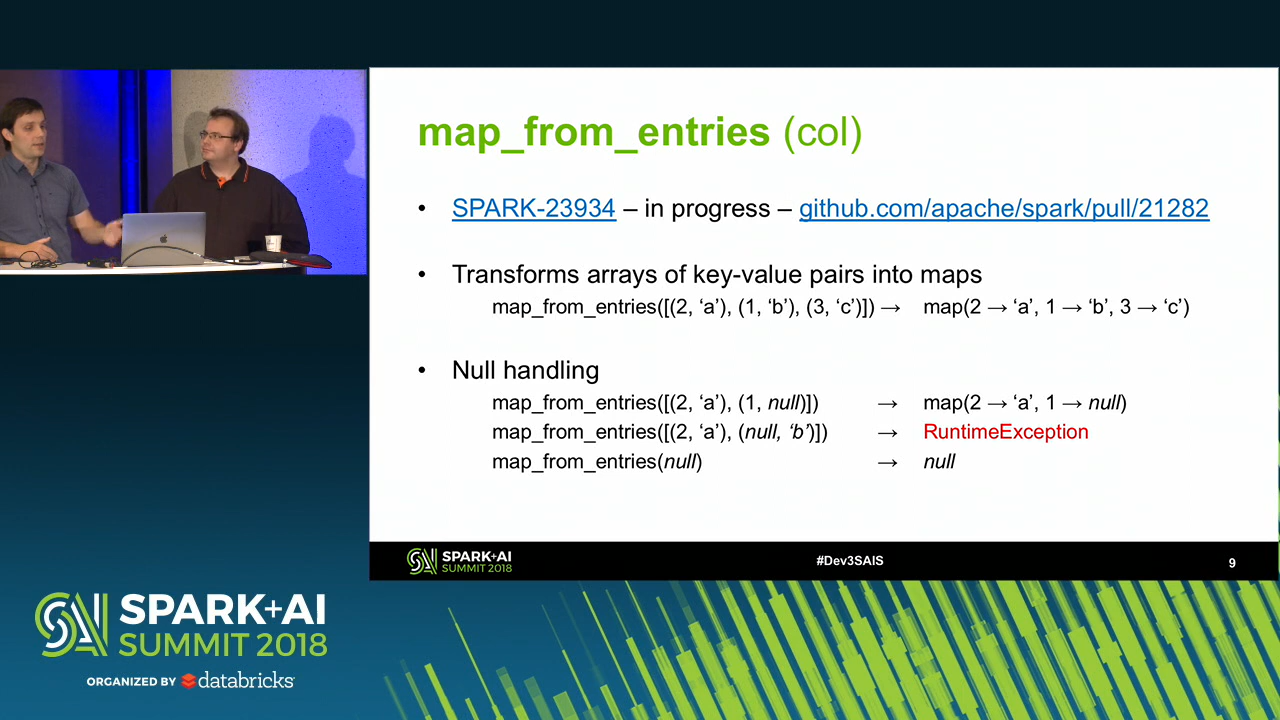 map_from_entries (col)
• SPARK-23934 – in progress – github.com/apache/spark/pull/21282
• Transforms arrays of key-value pairs into maps
map_from_entries([(2, ‘a’), (1, ‘b’), (3, ‘c’)]) → map(2 → ‘a’, 1 → ‘b’, 3 → ‘c’)
• Null handling
map_from_entries([(2, ‘a’), (1, null)]) → map(2 → ‘a’, 1 → null)
map_from_entries([(2, ‘a’), (null, ‘b’)]) → RuntimeException
map_from_entries(null) → null
SPARK+AI
SUMMIT 2018
#Dev3SAIS
9
SAI SPARK+AI
SUMMIT 2018
ORGANIZED BY databricks